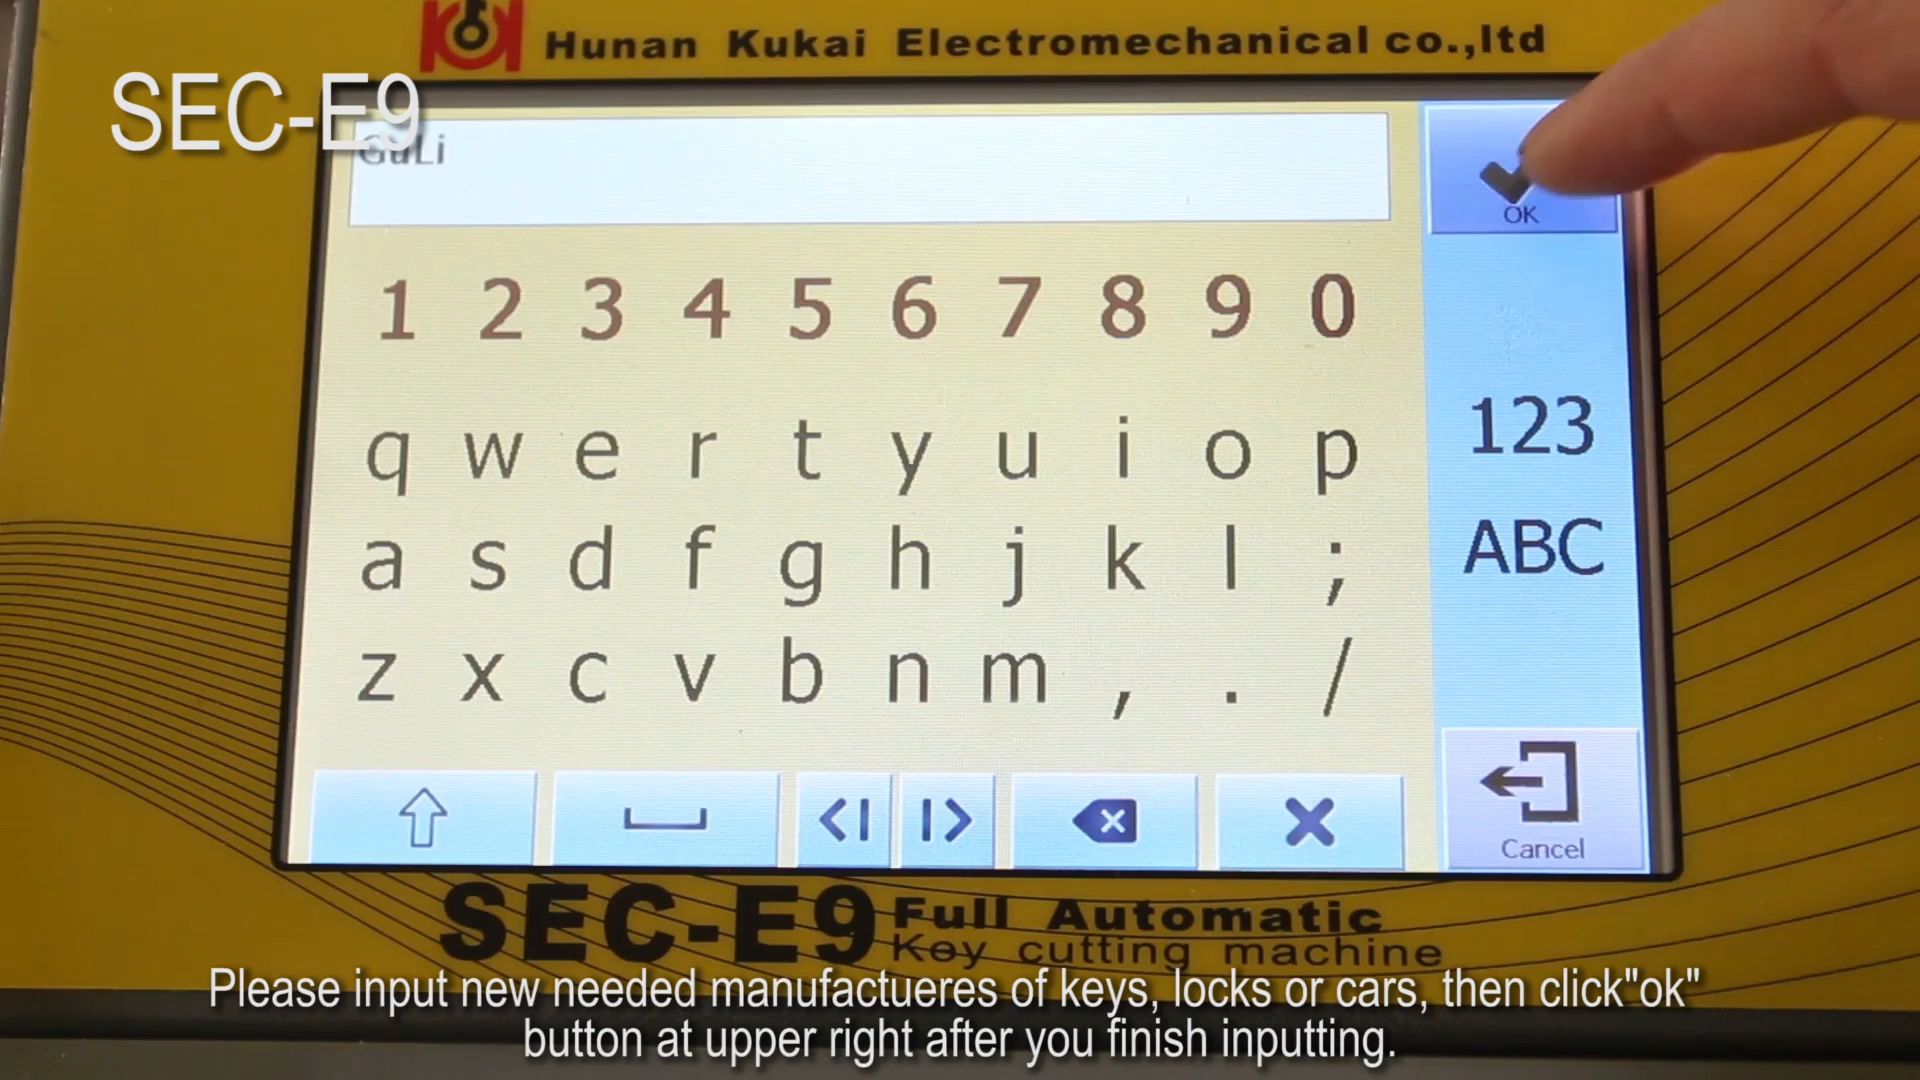 Hunan Kukai Electromechanical co.,ltd
SEC-E9
GuLi
OK
1 2 3 4 5 6 7 8 9 0
q w e r t y u i o p
123
a s d f g h j k l ;
ABC
z x c v b n m , . /
Cancel
SEC-E9 Full Automatic
Key cutting machine
Please input new needed manufactueres of keys, locks or cars, then click"ok"
button at upper right after you finish inputting.